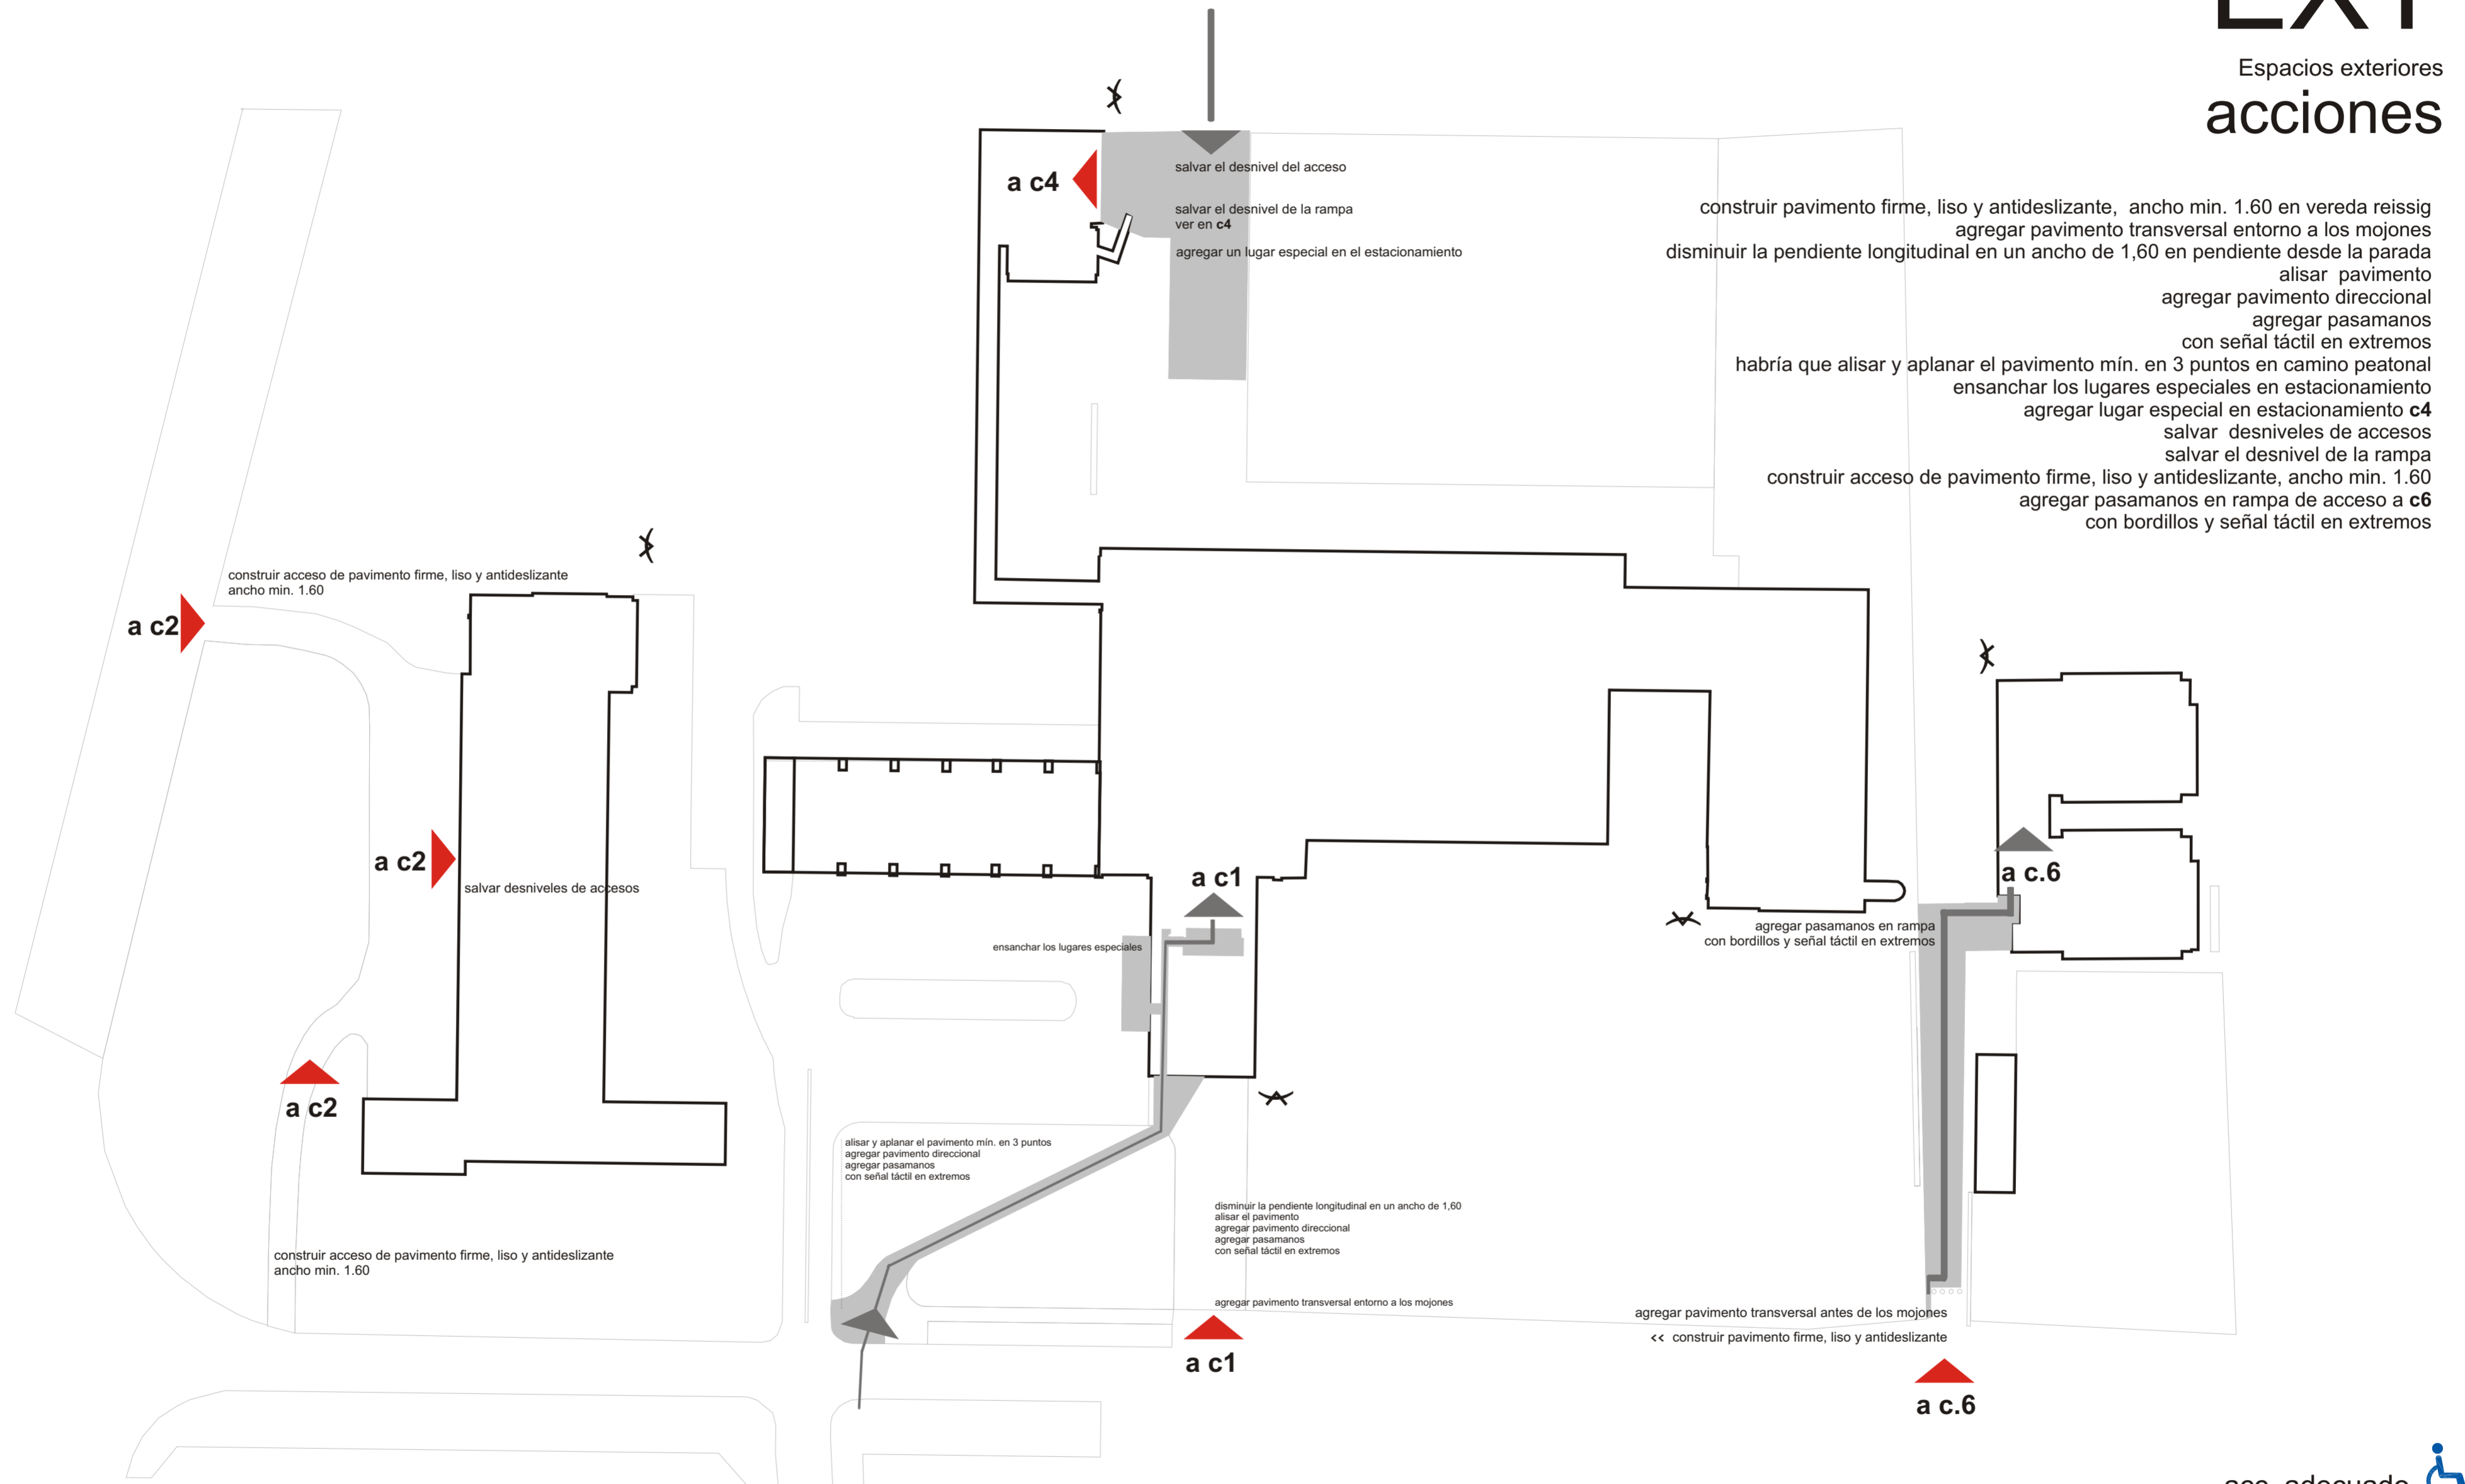 EXT
Espacios exteriores
acciones
construir pavimento firme, liso y antideslizante, ancho min. 1.60 en vereda reissig
agregar pavimento transversal entorno a los mojones
disminuir la pendiente longitudinal en un ancho de 1,60 en pendiente desde la parada
alisar pavimento
agregar pavimento direccional
agregar pasamanos
con señal táctil en extremos
habría que alisar y aplanar el pavimento mín. en 3 puntos en camino peatonal
ensanchar los lugares especiales en estacionamiento
agregar lugar especial en estacionamiento c4
salvar desniveles de accesos
salvar el desnivel de la rampa
construir acceso de pavimento firme, liso y antideslizante, ancho min. 1.60
agregar pasamanos en rampa de acceso a c6
con bordillos y señal táctil en extremos
a c4
salvar el desnivel del acceso
salvar el desnivel de la rampa
ver en c4
agregar un lugar especial en el estacionamiento
construir acceso de pavimento firme, liso y antideslizante
ancho min. 1.60
a c2
a c2
salvar desniveles de accesos
a c2
construir acceso de pavimento firme, liso y antideslizante
ancho min. 1.60
a c1
ensanchar los lugares especiales
alisar y aplanar el pavimento mín. en 3 puntos
agregar pavimento direccional
agregar pasamanos
con señal táctil en extremos
disminuir la pendiente longitudinal en un ancho de 1,60
alisar el pavimento
agregar pavimento direccional
agregar pasamanos
con señal táctil en extremos
agregar pavimento transversal entorno a los mojones
a c1
a c.6
agregar pasamanos en rampa
con bordillos y señal táctil en extremos
agregar pavimento transversal antes de los mojones
<< construir pavimento firme, liso y antideslizante
a c.6
acc. adecuado